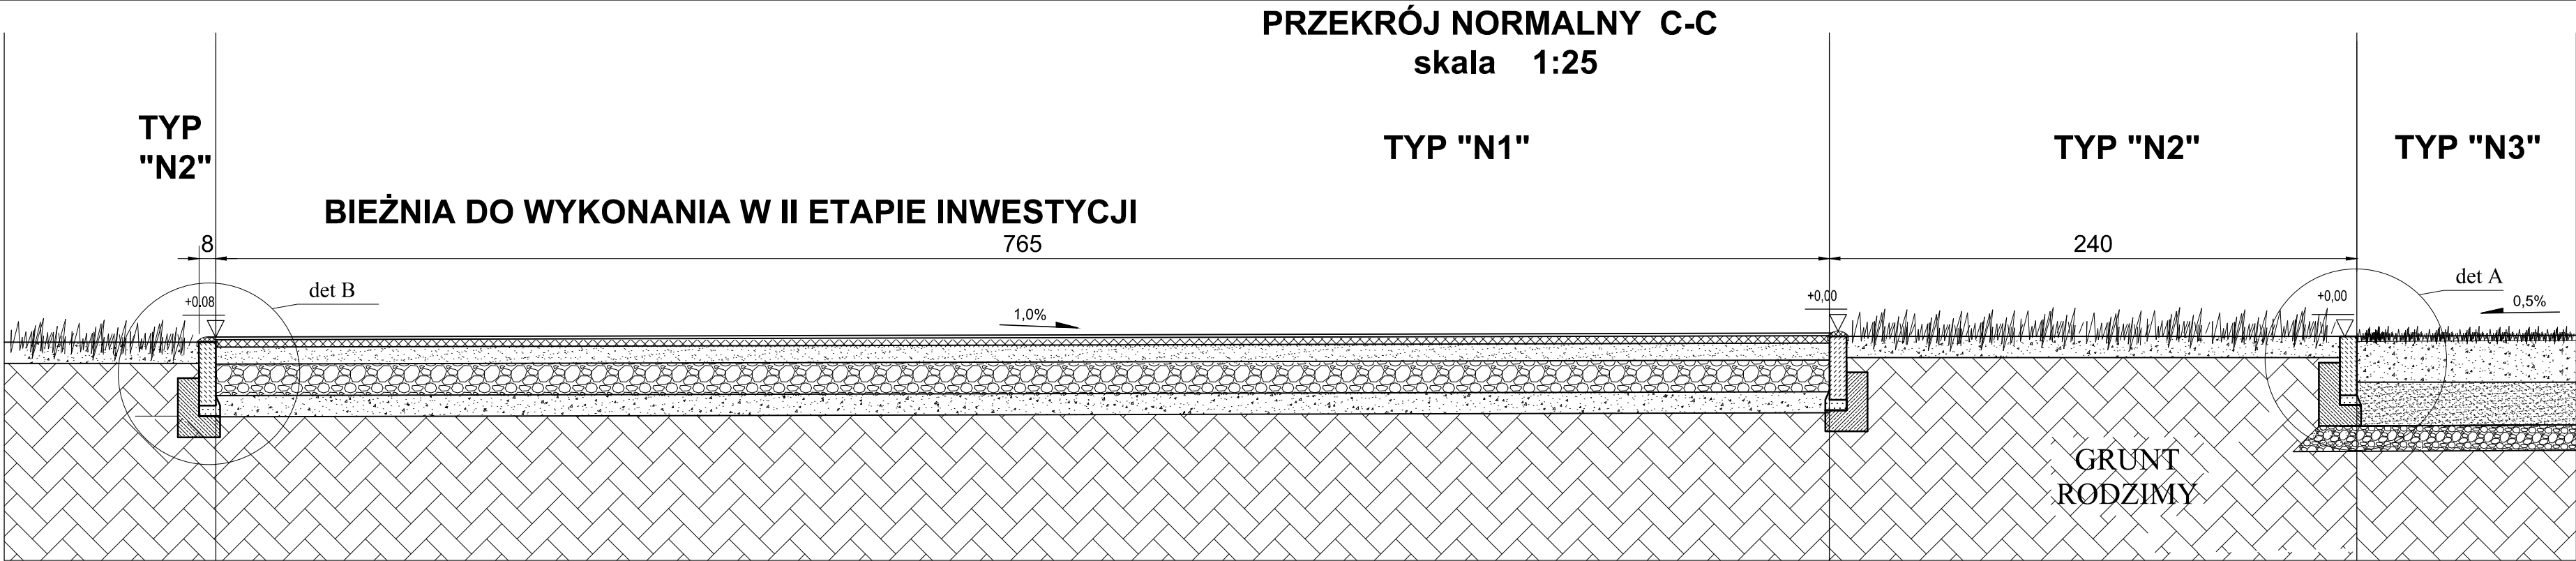 PRZEKRÓJ NORMALNY C-C
skala 1:25
TYP
"N2"
TYP "N1"
TYP "N2"
TYP "N3"
BIEŻNIA DO WYKONANIA W II ETAPIE INWESTYCJI
8
765
240
det B
det A
+0.08
+0,00
+0,00
1,0%
0,5%
GRUNT
RODZIMY